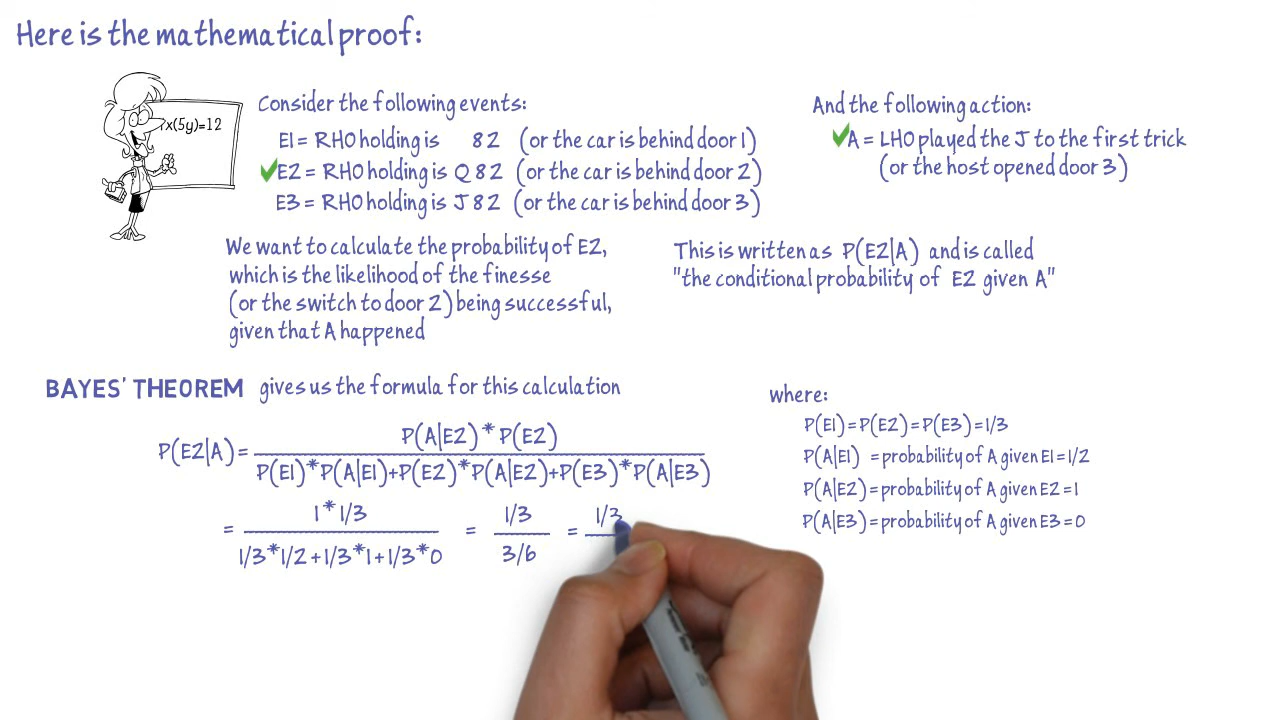 Here is the mathematical proof:
x(5y)=12
Consider the following events:
E1 = RHO holding is 82 (or the car is behind door 1)
E2 = RHO holding is Q82 (or the car is behind door 2)
E3 = RHO holding is J82 (or the car is behind door 3)
And the following action:
A = LHO played the J to the first trick
(or the host opened door 3)
We want to calculate the probability of E2,
which is the likelihood of the finesse
(or the switch to door 2) being successful,
given that A happened
This is written as P(E2|A) and is called
"the conditional probability of E2 given A"
BAYES' THEOREM gives us the formula for this calculation
P(E2|A) = P(A|E2)*P(E2)
P(E1)*P(A|E1)+P(E2)*P(A|E2)+P(E3)*P(A|E3)
= 1*1/3 = 1/3 = 1/3
1/3*1/2+1/3*1+1/3*0 3/6
where:
P(E1)=P(E2)=P(E3)=1/3
P(A|E1) =probability of A given E1=1/2
P(A|E2)=probability of A given E2=1
P(A|E3)=probability of A given E3=0